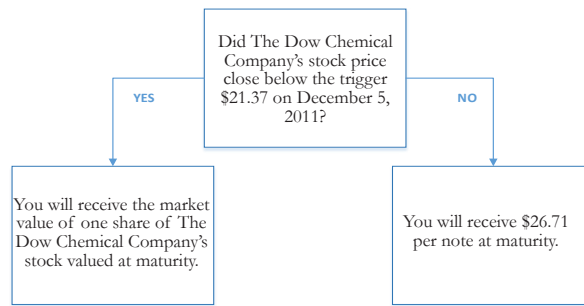 Did The Dow Chemical
Company's stock price
close below the trigger
$21.37 on December 5,
2011?
YES
NO
You will receive the market
value of one share of The
Dow Chemical Company's
stock valued at maturity.
You will receive $26.71
per note at maturity.